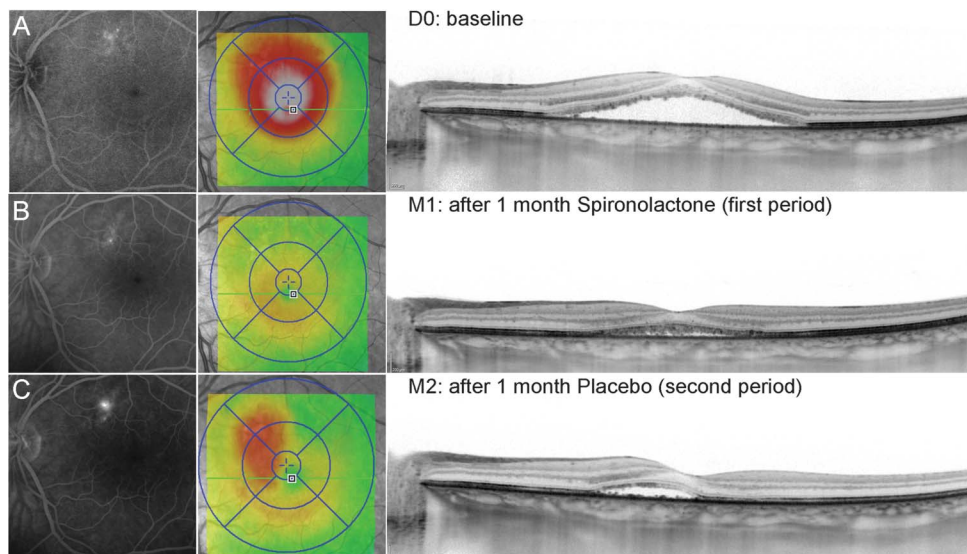 A
D0: baseline
B
M1: after 1 month Spironolactone (first period)
C
M2: after 1 month Placebo (second period)